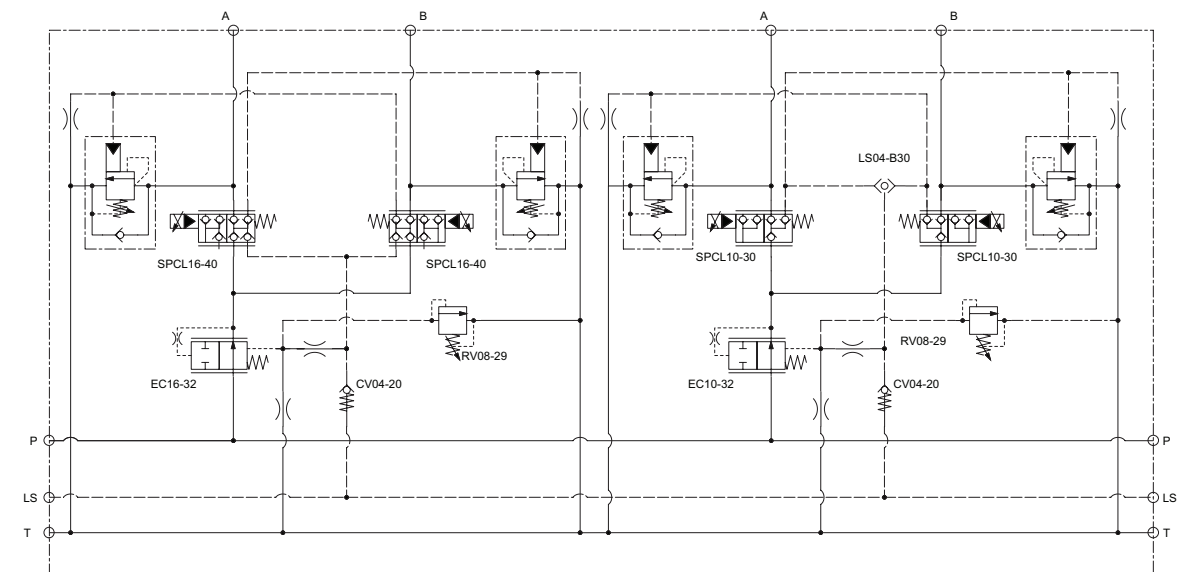 A
B
A
B
LS04-B30
SPCL16-40
SPCL16-40
SPCL10-30
SPCL10-30
RV08-29
RV08-29
EC16-32
CV04-20
EC10-32
CV04-20
P
P
LS
LS
T
T